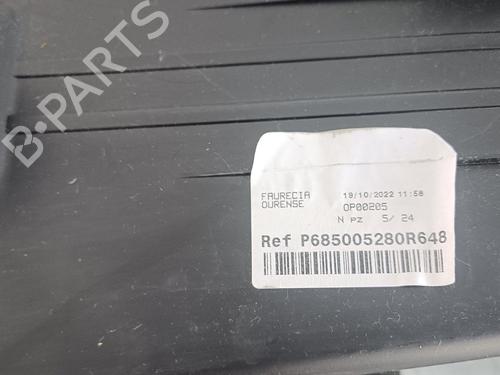 B-PARTS
FAURECIA 19/10/2022 11:58
OURENSE OP00205
N pz 5/ 24
Ref P685005280R648